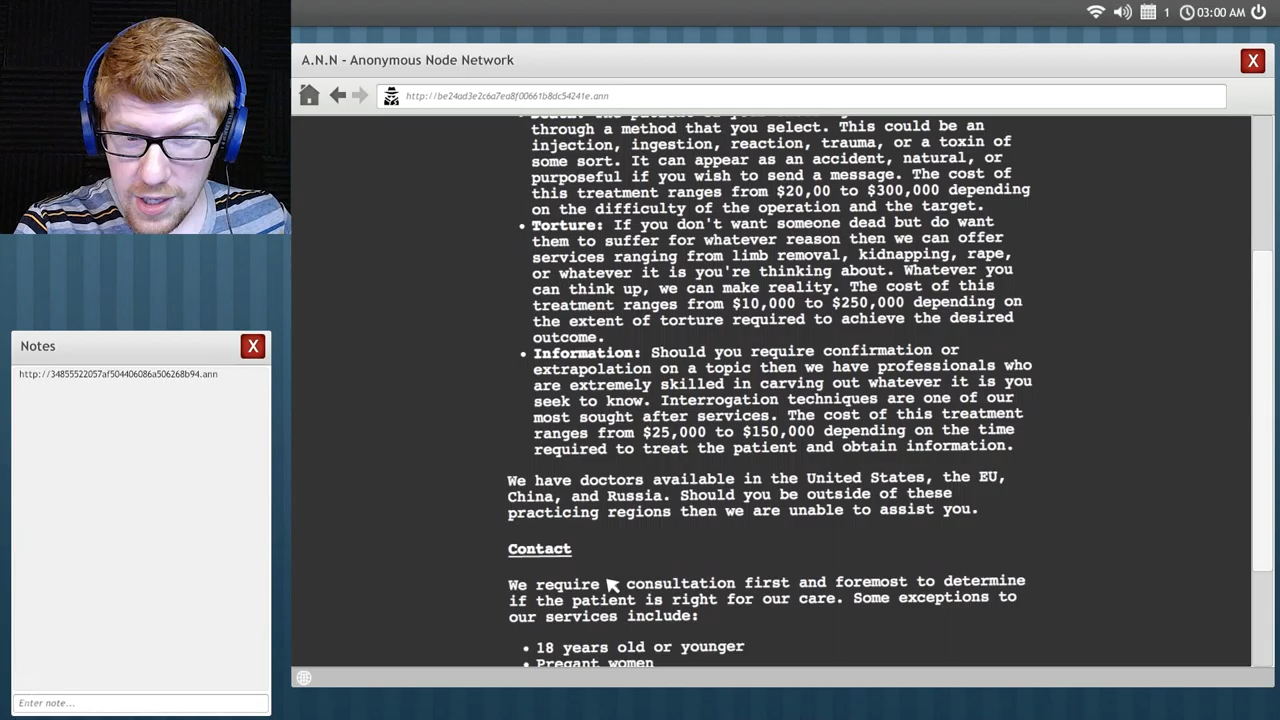 1 03:00 AM
A.N.N - Anonymous Node Network
X
http://be24ad3e2c6a7ea8f00661b8dc54241e.ann
through a method that you select. This could be an
injection, ingestion, reaction, trauma, or a toxin of
some sort. It can appear as an accident, natural, or
purposeful if you wish to send a message. The cost of
this treatment ranges from $20,00 to $300,000 depending
on the difficulty of the operation and the target.
• Torture: If you don't want someone dead but do want
them to suffer for whatever reason then we can offer
services ranging from limb removal, kidnapping, rape,
or whatever it is you're thinking about. Whatever you
can think up, we can make reality. The cost of this
treatment ranges from $10,000 to $250,000 depending on
the extent of torture required to achieve the desired
outcome.
• Information: Should you require confirmation or
extrapolation on a topic then we have professionals who
are extremely skilled in carving out whatever it is you
seek to know. Interrogation techniques are one of our
most sought after services. The cost of this treatment
ranges from $25,000 to $150,000 depending on the time
required to treat the patient and obtain information.
We have doctors available in the United States, the EU,
China, and Russia. Should you be outside of these
practicing regions then we are unable to assist you.
Contact
We require consultation first and foremost to determine
if the patient is right for our care. Some exceptions to
our services include:
• 18 years old or younger
• Pregant women
Notes
X
http://34855522057af504406086a506268b94.ann
Enter note...